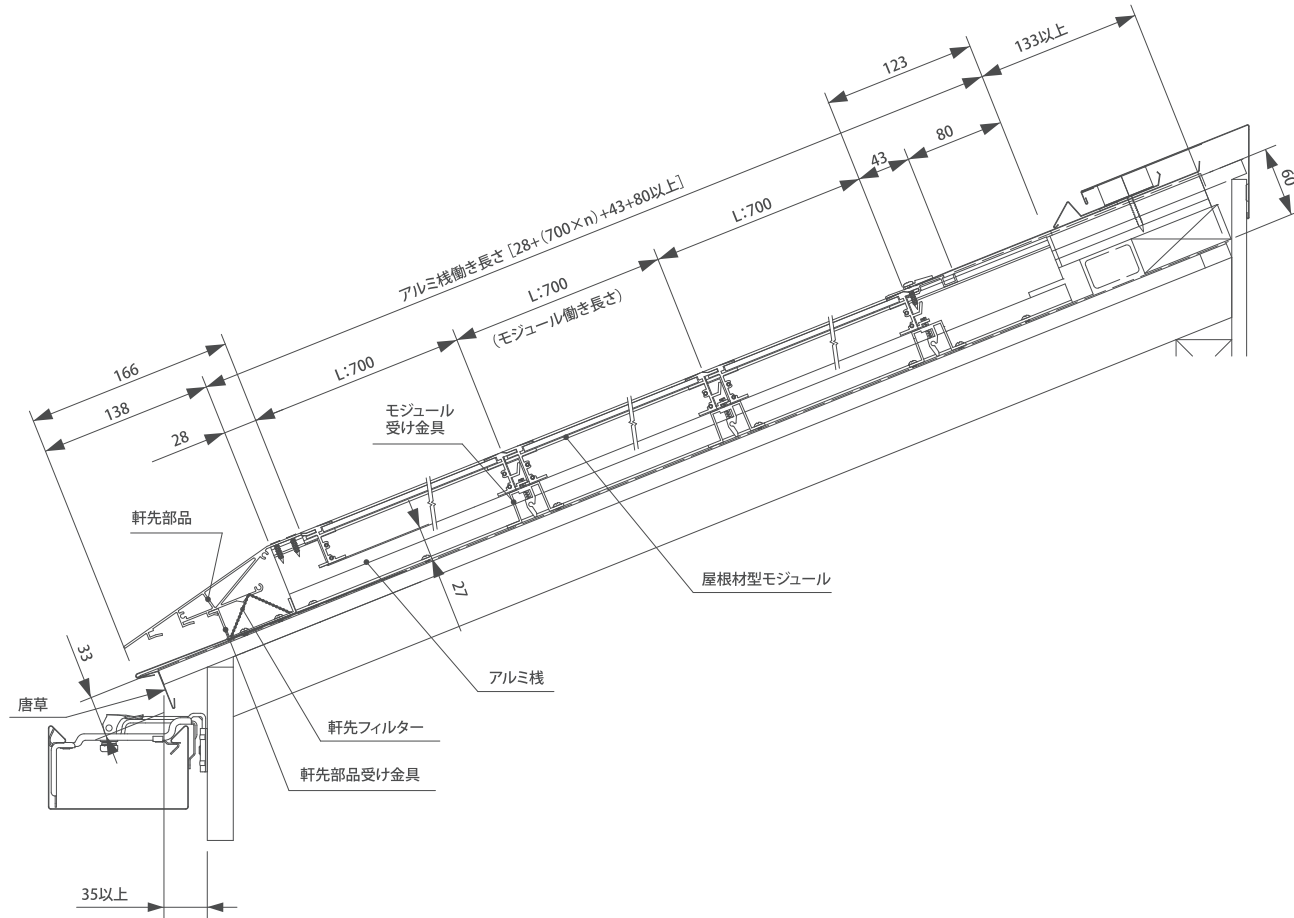 133以上
123
80
43
60
L:700
アルミ桟働き長さ [28+(700×n)+43+80以上]
L:700
(モジュール働き長さ)
L:700
166
138
28
モジュール
受け金具
軒先部品
27
屋根材型モジュール
33
アルミ桟
唐草
軒先フィルター
軒先部品受け金具
35以上